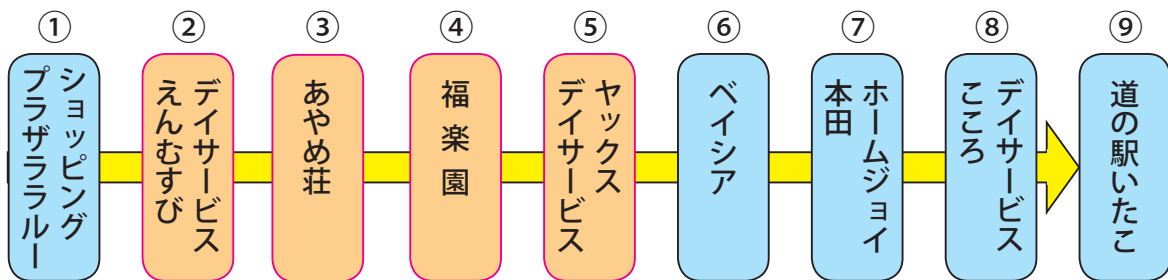 ①
ショッピング
プラザララルー
②
デイサービス
えんむすび
③
あやめ荘
④
福楽園
⑤
ヤックス
デイサービス
⑥
ベイシア
⑦
ホームジョイ
本田
⑧
デイサービス
こころ
⑨
道の駅いたこ